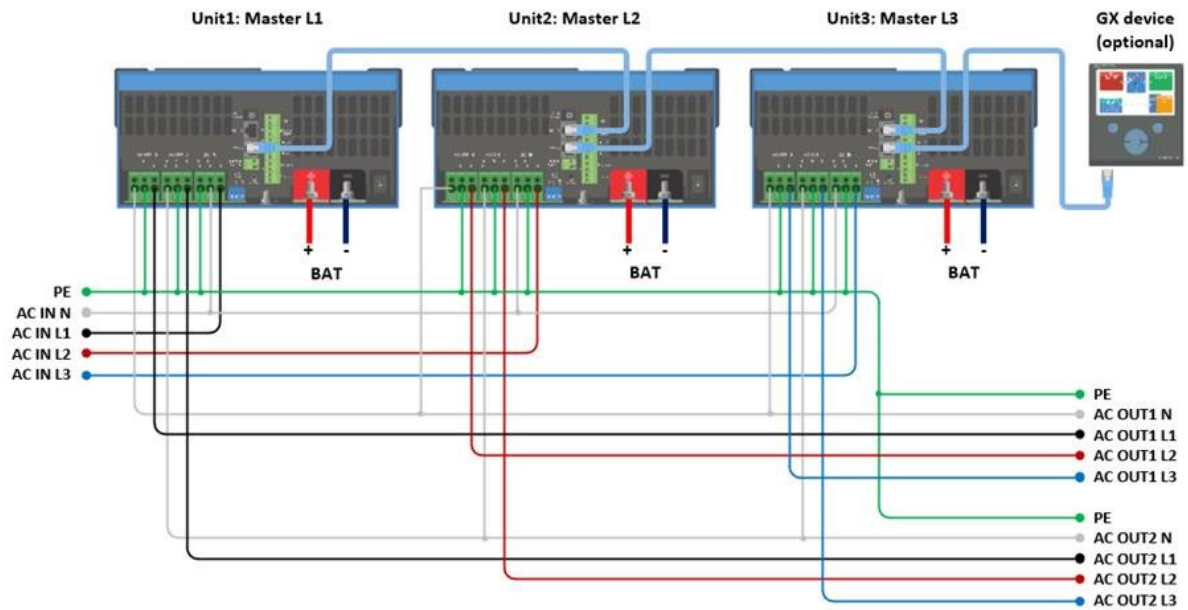 Unit1: Master L1
Unit2: Master L2
Unit3: Master L3
GX device
(optional)
+
-
BAT
+
-
BAT
+
-
BAT
PE
AC IN N
AC IN L1
AC IN L2
AC IN L3
PE
AC OUT1 N
AC OUT1 L1
AC OUT1 L2
AC OUT1 L3
PE
AC OUT2 N
AC OUT2 L1
AC OUT2 L2
AC OUT2 L3